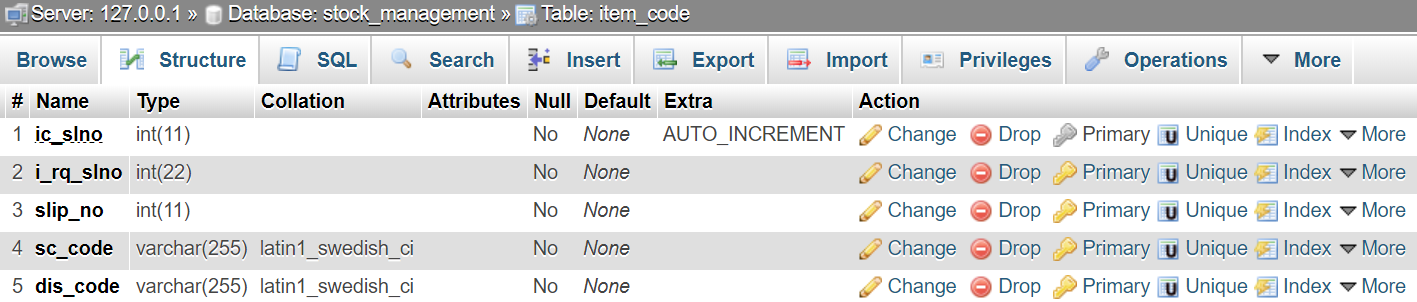 Server: 127.0.0.1 » Database: stock_management » Table: item_code
Browse Structure SQL Search Insert Export Import Privileges Operations More
# Name Type Collation Attributes Null Default Extra Action
1 ic_slno int(11) No None AUTO_INCREMENT Change Drop Primary Unique Index More
2 i_rq_slno int(22) No None Change Drop Primary Unique Index More
3 slip_no int(11) No None Change Drop Primary Unique Index More
4 sc_code varchar(255) latin1_swedish_ci No None Change Drop Primary Unique Index More
5 dis_code varchar(255) latin1_swedish_ci No None Change Drop Primary Unique Index More